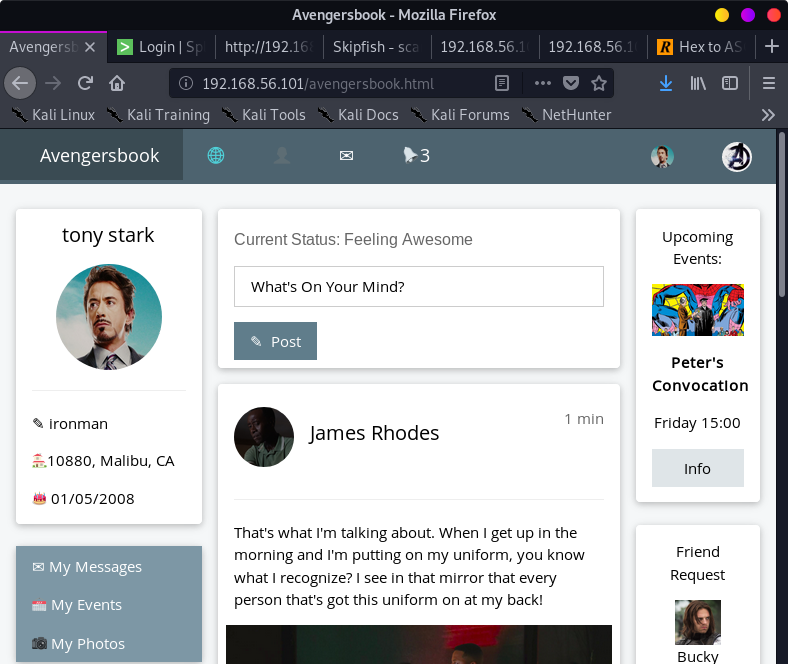 Avengersbook - Mozilla Firefox
Avengersb
Login | Sp
http://192.16
Skipfish - sca
192.168.56.1
192.168.56.1
Hex to AS
192.168.56.101/avengersbook.html
Kali Linux
Kali Training
Kali Tools
Kali Docs
Kali Forums
NetHunter
Avengersbook
3
tony stark
ironman
10880, Malibu, CA
01/05/2008
My Messages
My Events
My Photos
Current Status: Feeling Awesome
What's On Your Mind?
Post
James Rhodes
1 min
That's what I'm talking about. When I get up in the
morning and I'm putting on my uniform, you know
what I recognize? I see in that mirror that every
person that's got this uniform on at my back!
Upcoming
Events:
Peter's
Convocation
Friday 15:00
Info
Friend
Request
Bucky